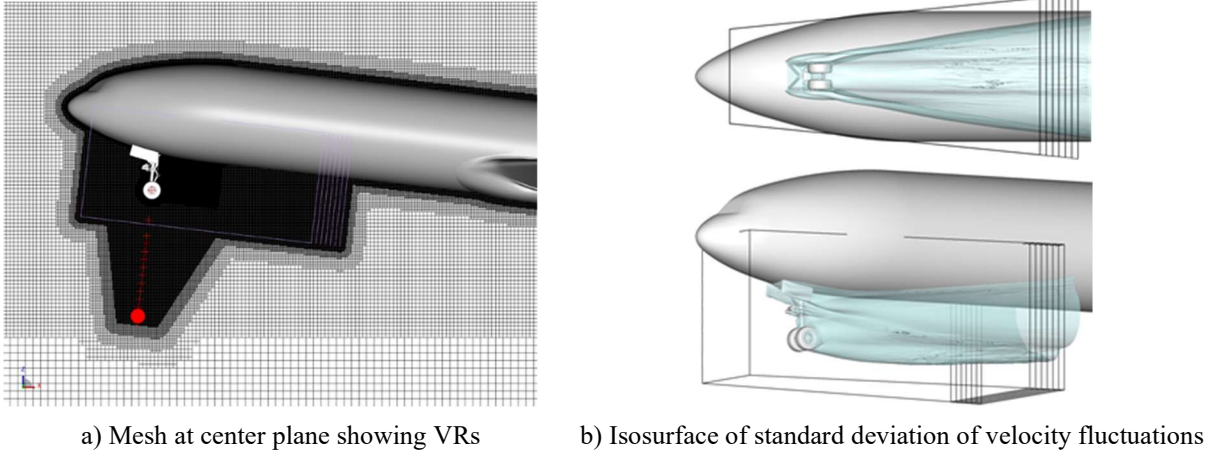 a) Mesh at center plane showing VRs
b) Isosurface of standard deviation of velocity fluctuations